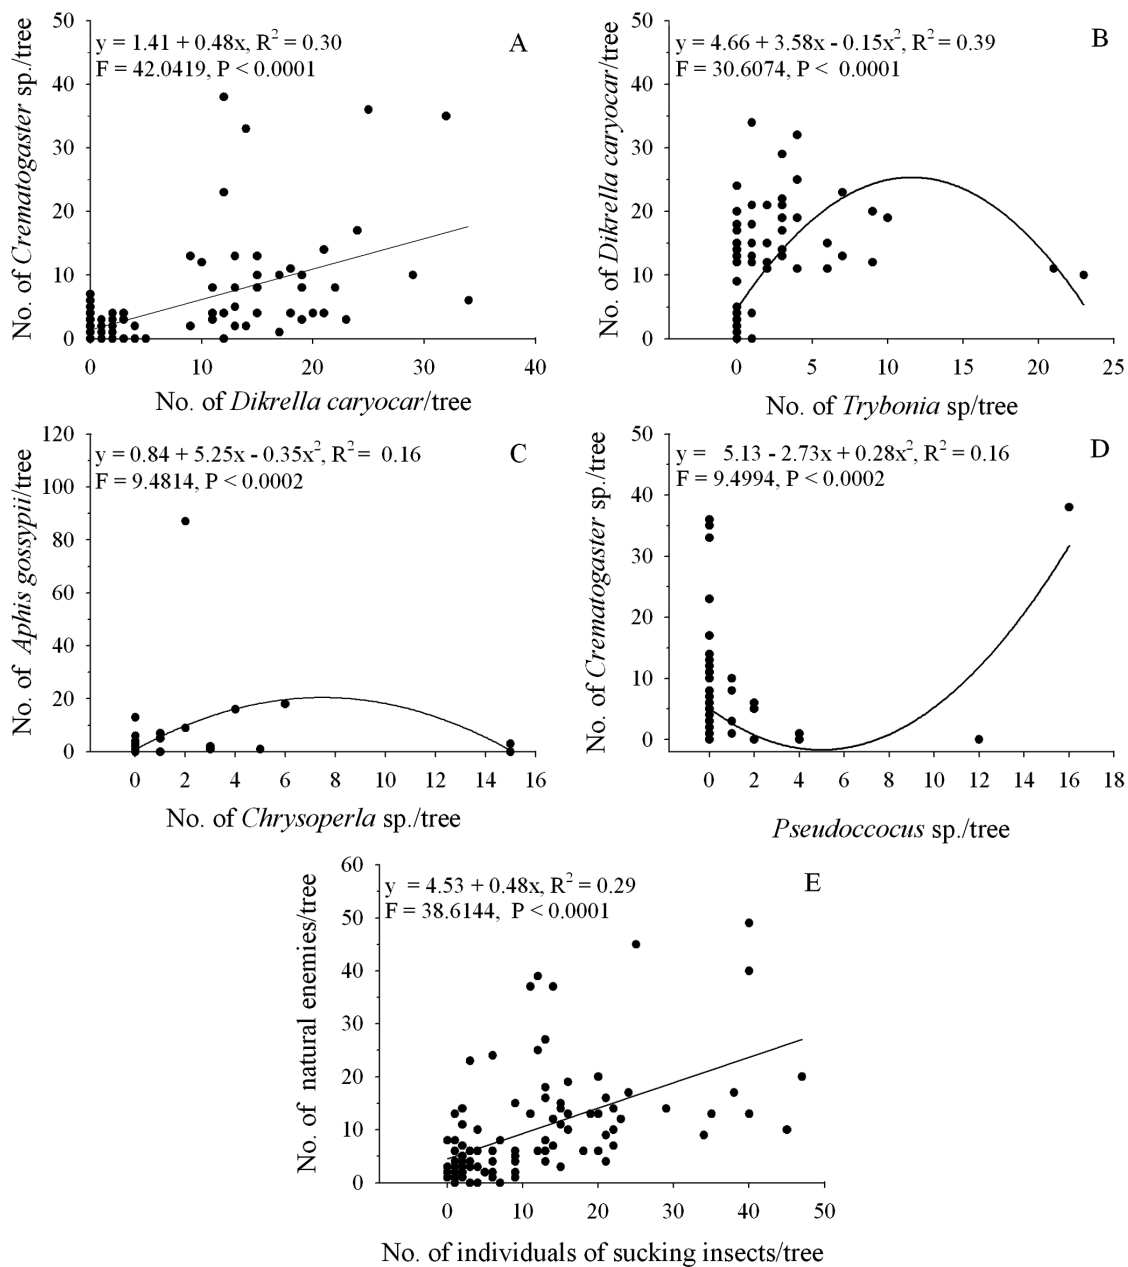 y = 1.41 + 0.48x, R² = 0.30
F = 42.0419, P < 0.0001
A
No. of Crematogaster sp./tree
50
40
30
20
10
0
0 10 20 30 40
No. of Dikrella caryocar/tree
y = 4.66 + 3.58x - 0.15x², R² = 0.39
F = 30.6074, P < 0.0001
B
No. of Dikrella caryocar/tree
50
40
30
20
10
0
0 5 10 15 20 25
No. of Trybonia sp/tree
y = 0.84 + 5.25x - 0.35x², R² = 0.16
F = 9.4814, P < 0.0002
C
No. of Aphis gossypii/tree
120
100
80
60
40
20
0
0 2 4 6 8 10 12 14 16
No. of Chrysoperla sp./tree
y = 5.13 - 2.73x + 0.28x², R² = 0.16
F = 9.4994, P < 0.0002
D
No. of Crematogaster sp./tree
50
40
30
20
10
0
0 2 4 6 8 10 12 14 16 18
Pseudoccocus sp./tree
y = 4.53 + 0.48x, R² = 0.29
F = 38.6144, P < 0.0001
E
No. of natural enemies/tree
60
50
40
30
20
10
0
0 10 20 30 40 50
No. of individuals of sucking insects/tree